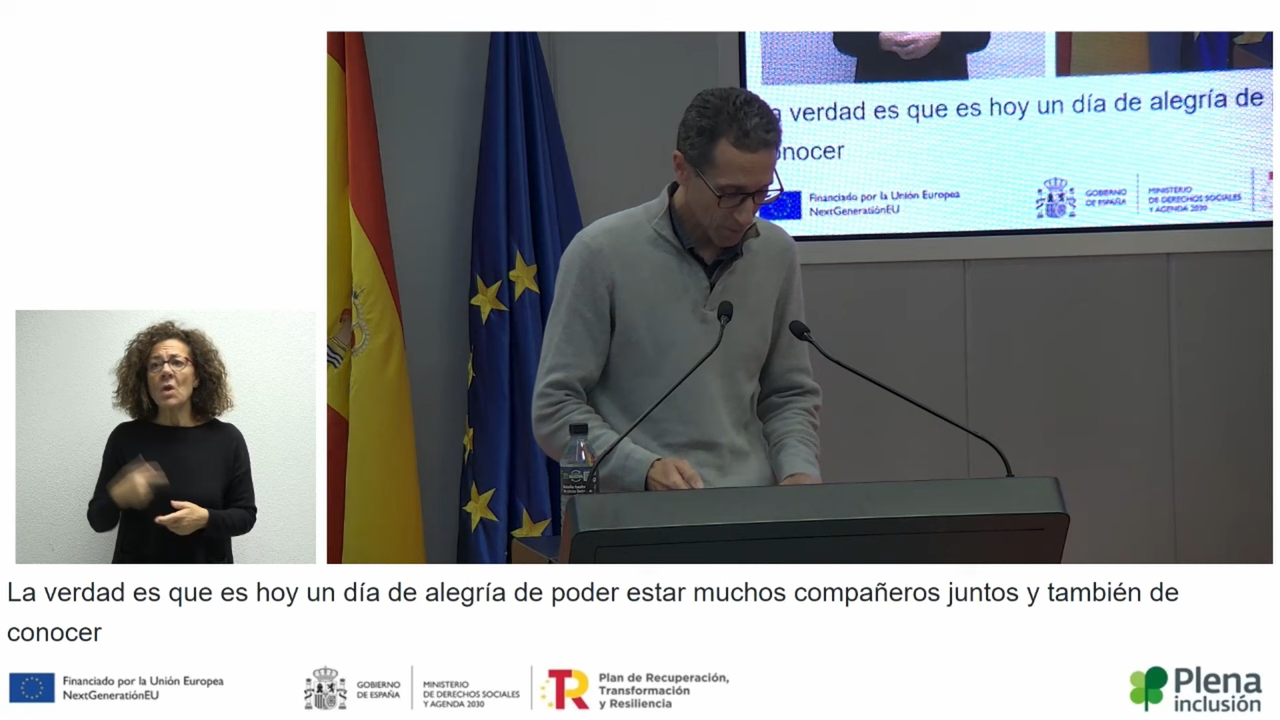 verdad es que es hoy un día de alegría de
Financiado por la Unión Europea
NextGenerationEU
GOBIERNO
DE ESPAÑA
MINISTERIO
DE DERECHOS SOCIALES
Y AGENDA 2030
La verdad es que es hoy un día de alegría de poder estar muchos compañeros juntos y también de
conocer
Financiado por la Unión Europea
NextGenerationEU
GOBIERNO
DE ESPAÑA
MINISTERIO
DE DERECHOS SOCIALES
Y AGENDA 2030
TR
Plan de Recuperación,
Transformación
y Resiliencia
Plena
inclusión